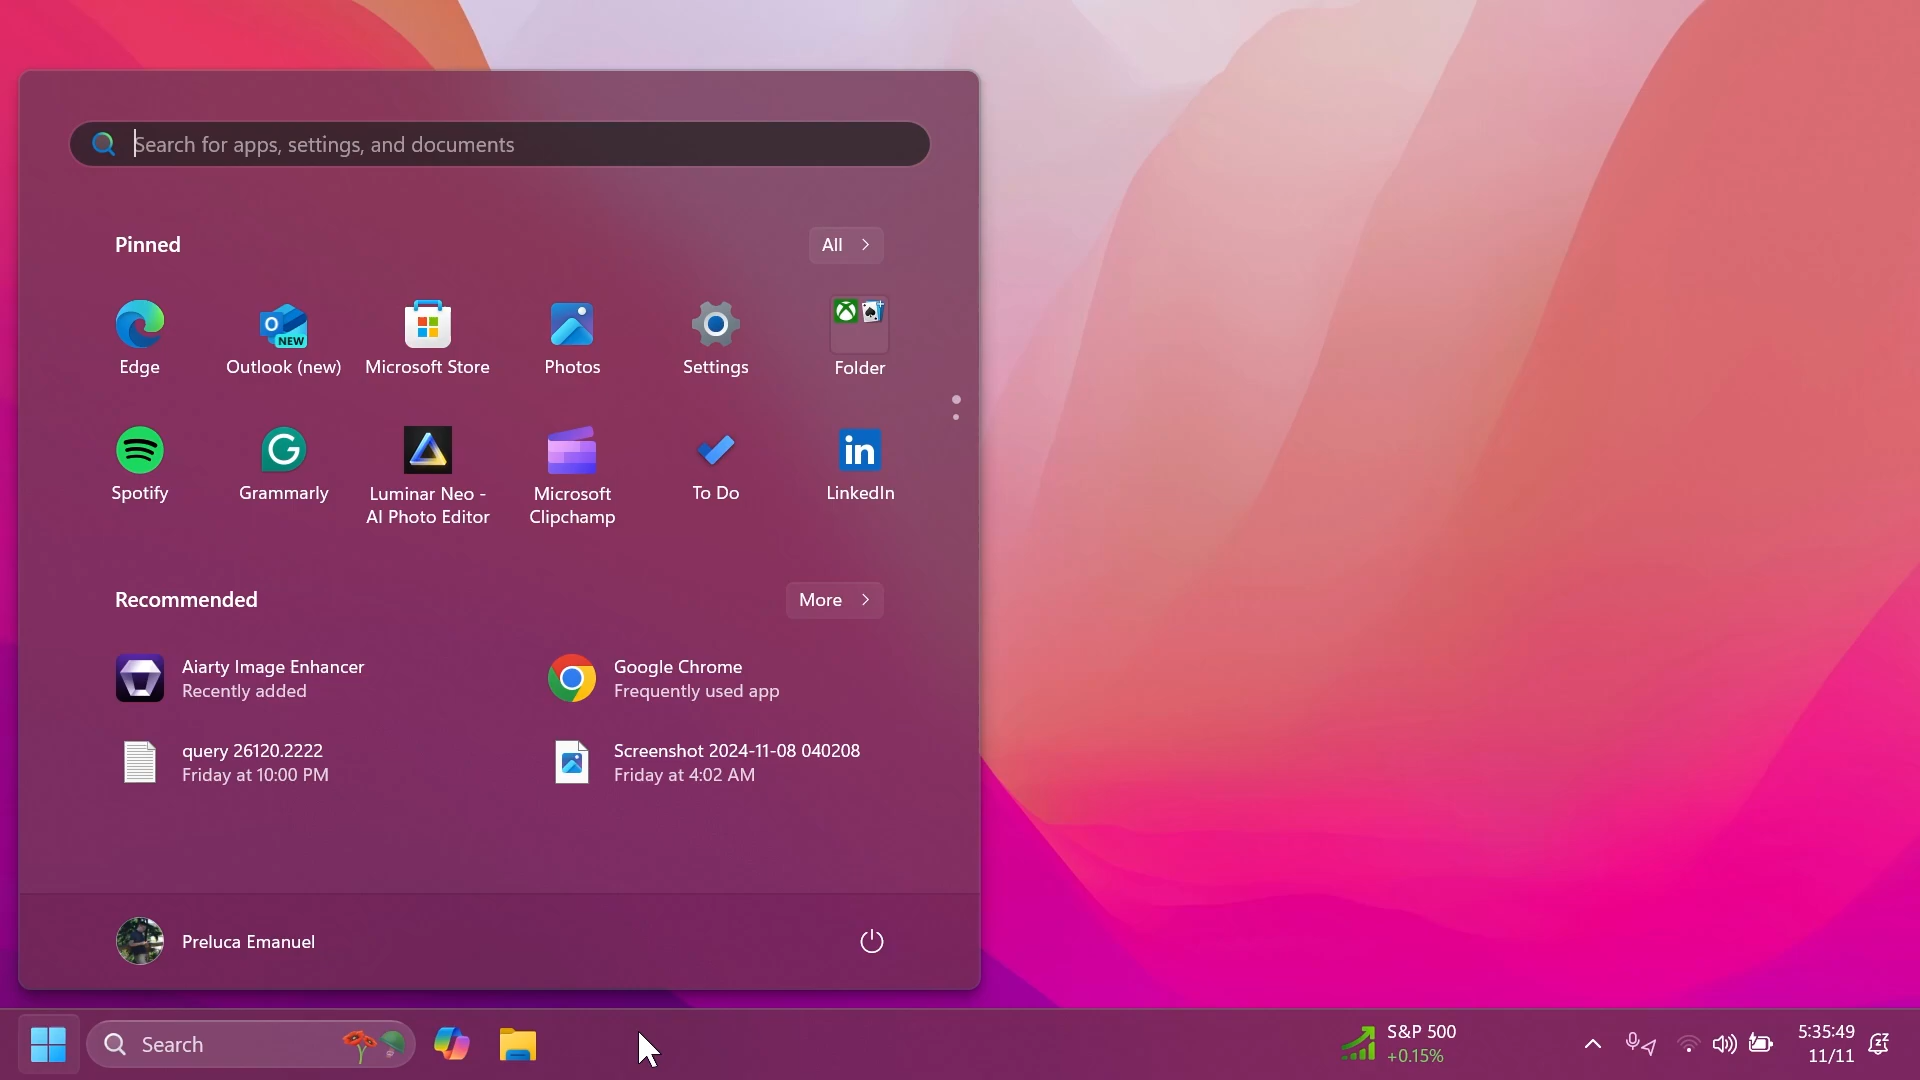 Search for apps, settings, and documents
Pinned
All
Edge
Outlook (new)
NEW
Microsoft Store
Photos
Settings
Folder
Spotify
Grammarly
Luminar Neo -
AI Photo Editor
Microsoft
Clipchamp
To Do
in
LinkedIn
Recommended
More
Aiarty Image Enhancer
Recently added
Google Chrome
Frequently used app
query 26120.2222
Friday at 10:00 PM
Screenshot 2024-11-08 040208
Friday at 4:02 AM
Preluca Emanuel
Search
S&P 500
+0.15%
5:35:49
11/11